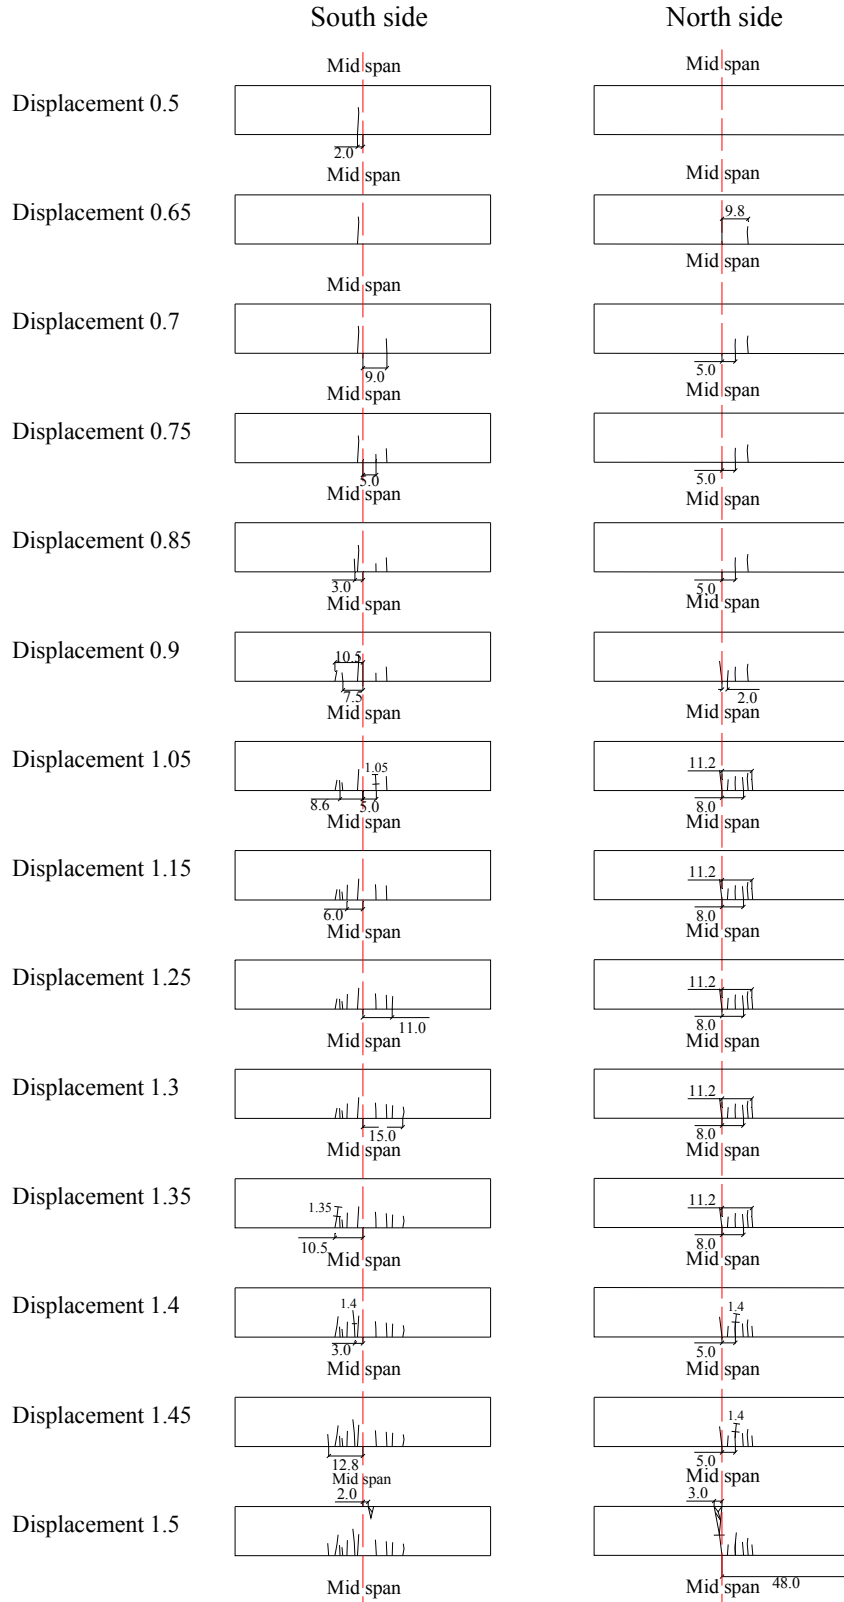 South side North side
Mid span Mid span
Displacement 0.5
2.0
Mid span Mid span
Displacement 0.65
9.8
Mid span
Mid span
Displacement 0.7
9.0 5.0
Mid span Mid span
Displacement 0.75
5.0 5.0
Mid span Mid span
Displacement 0.85
3.0 5.0
Mid span Mid span
Displacement 0.9
10.5
7.5 2.0
Mid span Mid span
Displacement 1.05
1.05 11.2
8.6 5.0 8.0
Mid span Mid span
Displacement 1.15
11.2
6.0 8.0
Mid span Mid span
Displacement 1.25
11.2
11.0 8.0
Mid span Mid span
Displacement 1.3
11.2
15.0 8.0
Mid span Mid span
Displacement 1.35
1.35 11.2
10.5 8.0
Mid span Mid span
Displacement 1.4
1.4 1.4
3.0 5.0
Mid span Mid span
Displacement 1.45
1.4
12.8 5.0
Mid span
2.0 3.0
Displacement 1.5
48.0
Mid span Mid span